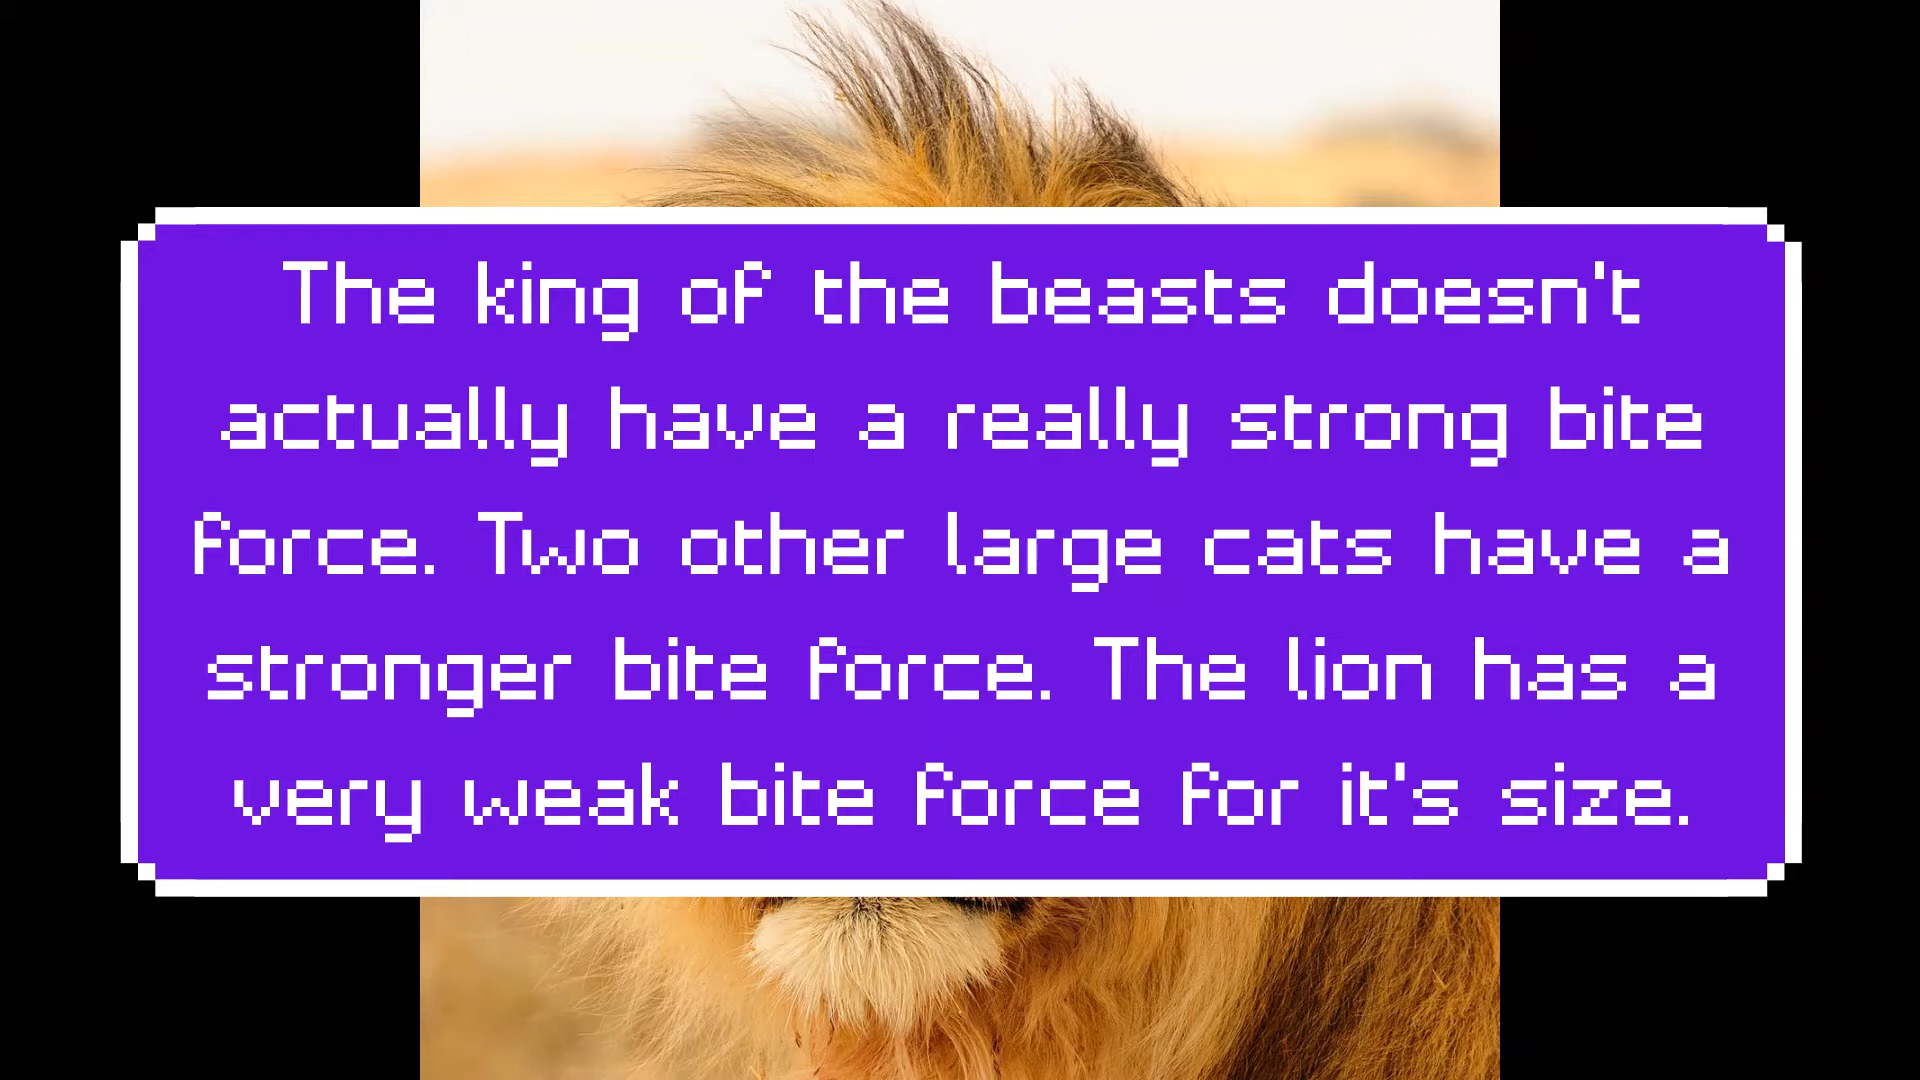 The king of the beasts doesn't
actually have a really strong bite
force. Two other large cats have a
stronger bite force. The lion has a
very weak bite force for it's size.